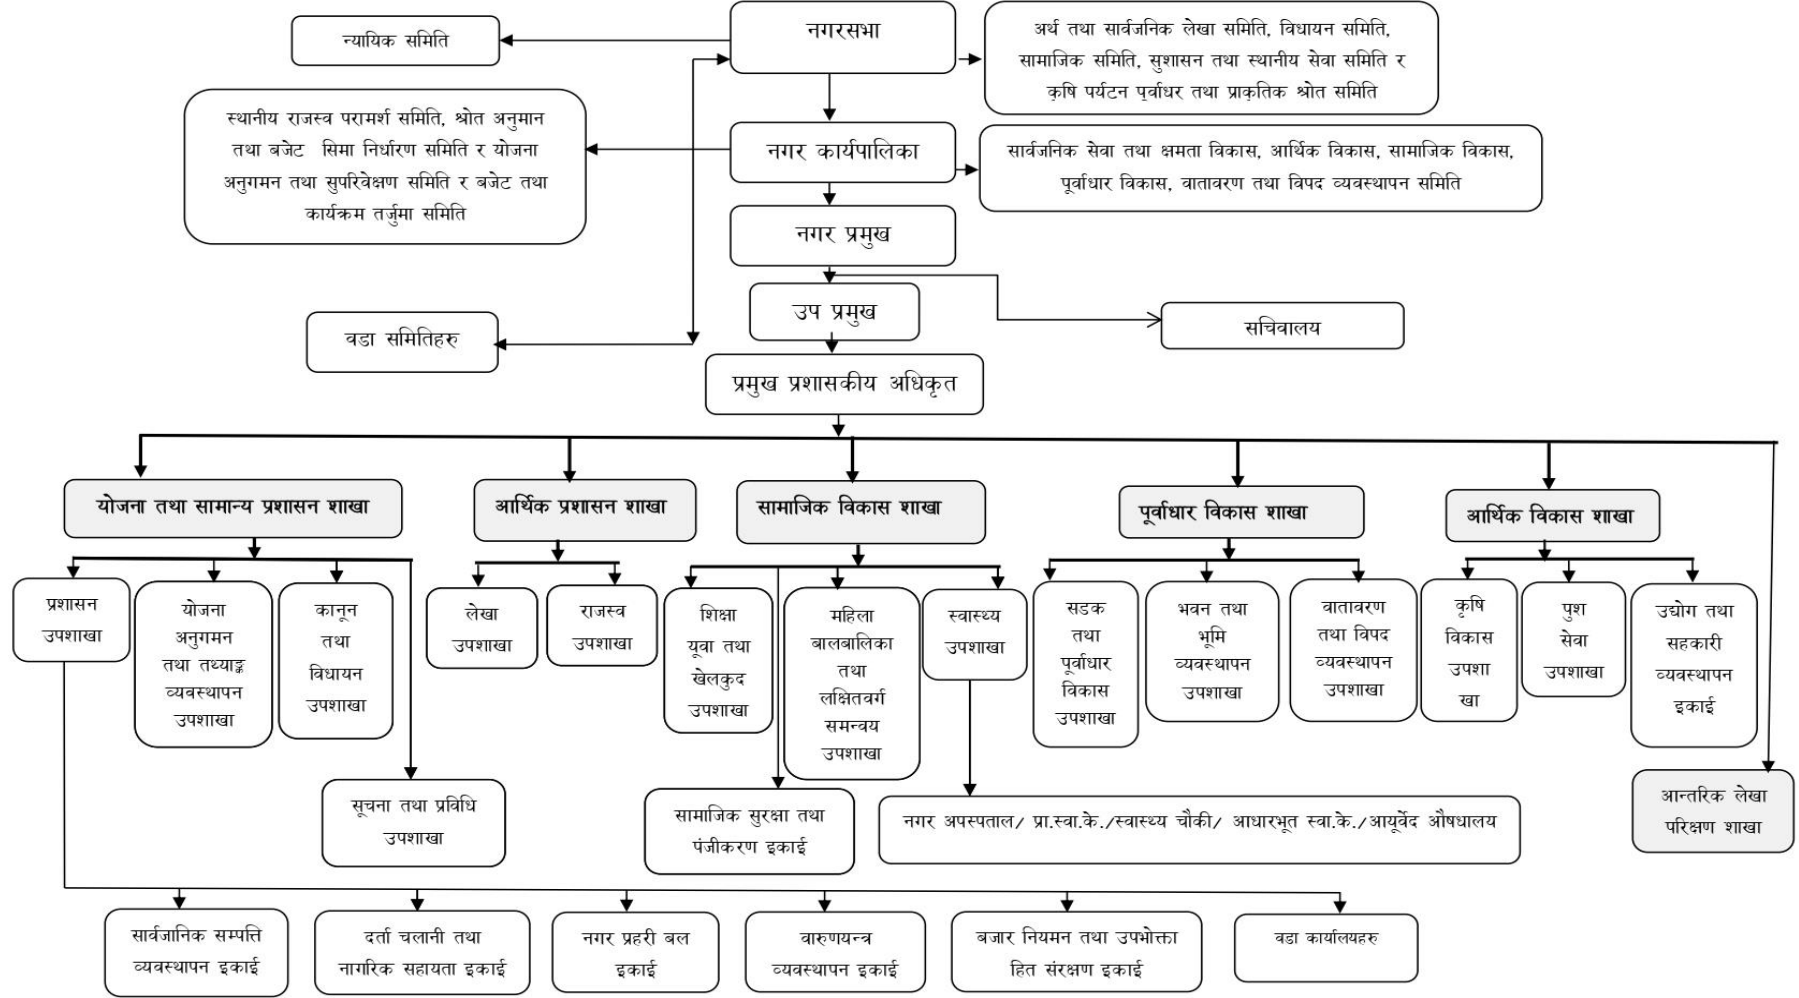 नगरसभा
न्यायिक समिति
अर्थ तथा सार्वजनिक लेखा समिति, विधायन समिति,
सामाजिक समिति, सुशासन तथा स्थानीय सेवा समिति र
कृषि पर्यटन पूर्वाधर तथा प्राकृतिक श्रोत समिति
स्थानीय राजस्व परामर्श समिति, श्रोत अनुमान
तथा बजेट सिमा निर्धारण समिति र योजना
अनुगमन तथा सुपरिवेक्षण समिति र बजेट तथा
कार्यक्रम तर्जुमा समिति
नगर कार्यपालिका
सार्वजनिक सेवा तथा क्षमता विकास, आर्थिक विकास, सामाजिक विकास,
पूर्वाधार विकास, वातावरण तथा विपद व्यवस्थापन समिति
नगर प्रमुख
उप प्रमुख
सचिवालय
वडा समितिहरु
प्रमुख प्रशासकीय अधिकृत
योजना तथा सामान्य प्रशासन शाखा
आर्थिक प्रशासन शाखा
सामाजिक विकास शाखा
पूर्वाधार विकास शाखा
आर्थिक विकास शाखा
प्रशासन
उपशाखा
योजना
अनुगमन
तथा तथ्याङ्क
व्यवस्थापन
उपशाखा
कानून
तथा
विधायन
उपशाखा
लेखा
उपशाखा
राजस्व
उपशाखा
शिक्षा
यूवा तथा
खेलकुद
उपशाखा
महिला
बालबालिका
तथा
लक्षितवर्ग
समन्वय
उपशाखा
स्वास्थ्य
उपशाखा
सडक
तथा
पूर्वाधार
विकास
उपशाखा
भवन तथा
भूमि
व्यवस्थापन
उपशाखा
वातावरण
तथा विपद
व्यवस्थापन
उपशाखा
कृषि
विकास
उपशा
खा
पुश
सेवा
उपशाखा
उद्योग तथा
सहकारी
व्यवस्थापन
इकाई
सूचना तथा प्रविधि
उपशाखा
सामाजिक सुरक्षा तथा
पंजीकरण इकाई
नगर अपस्पताल/ प्रा.स्वा.के./स्वास्थ्य चौकी/ आधारभूत स्वा.के./आयूर्वेद औषधालय
आन्तरिक लेखा
परिक्षण शाखा
सार्वजानिक सम्पत्ति
व्यवस्थापन इकाई
दर्ता चलानी तथा
नागरिक सहायता इकाई
नगर प्रहरी बल
इकाई
वारुणयन्त्र
व्यवस्थापन इकाई
बजार नियमन तथा उपभोक्ता
हित संरक्षण इकाई
वडा कार्यालयहरु